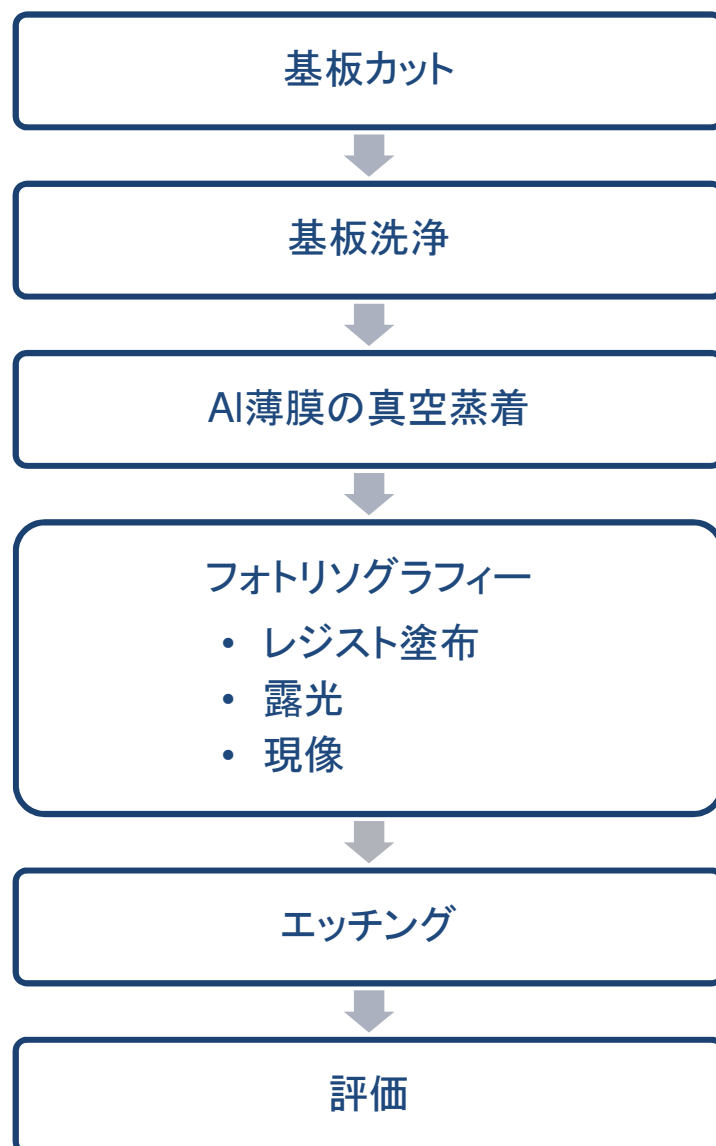 基板カット
基板洗浄
Al薄膜の真空蒸着
フォトリソグラフィー
• レジスト塗布
• 露光
• 現像
エッチング
評価